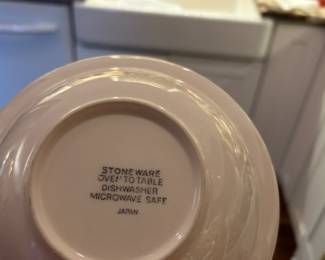 STONEWARE
OVEN TO TABLE
DISHWASHER
MICROWAVE SAFE
JAPAN